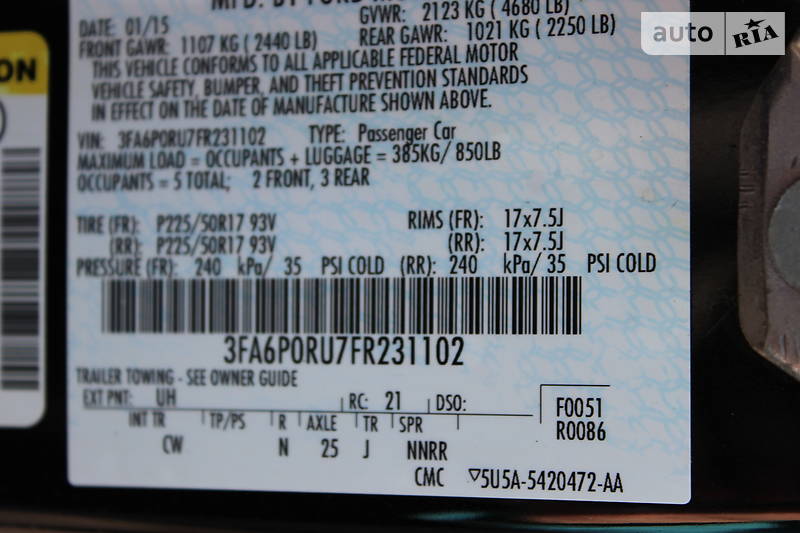 MFD. BY FORD
DATE: 01/15 GVWR: 2123 KG (4680 LB)
FRONT GAWR: 1107 KG (2440 LB) REAR GAWR: 1021 KG (2250 LB)
THIS VEHICLE CONFORMS TO ALL APPLICABLE FEDERAL MOTOR
VEHICLE SAFETY, BUMPER, AND THEFT PREVENTION STANDARDS
IN EFFECT ON THE DATE OF MANUFACTURE SHOWN ABOVE.
VIN: 3FA6P0RU7FR231102 TYPE: Passenger Car
MAXIMUM LOAD = OCCUPANTS + LUGGAGE = 385KG/ 850LB
OCCUPANTS = 5 TOTAL; 2 FRONT, 3 REAR
TIRE (FR): P225/50R17 93V RIMS (FR): 17x7.5J
(RR): P225/50R17 93V (RR): 17x7.5J
PRESSURE (FR): 240 kPa/ 35 PSI COLD (RR): 240 kPa/ 35 PSI COLD
3FA6P0RU7FR231102
TRAILER TOWING - SEE OWNER GUIDE
EXT PNT: UH RC: 21 DSO:
INT TR TP/PS R AXLE TR SPR
CW N 25 J NNRR
F0051
R0086
CMC ▽5U5A-5420472-AA
ON
auto RIA